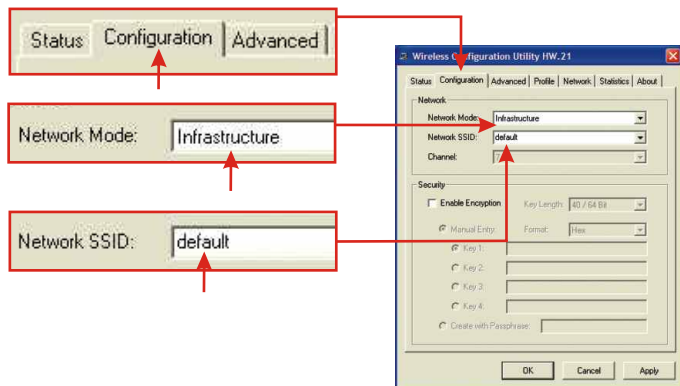 Status Configuration Advanced
Network Mode: Infrastructure
Network SSID: default
Wireless Configuration Utility HW.21
Status Configuration Advanced Profile Network Statistics About
Network
Network Mode: Infrastructure
Network SSID: default
Channel:
Security
Enable Encryption Key Length: 40 / 64 Bit
Manual Entry Format: Hex
Key 1:
Key 2:
Key 3:
Key 4:
Create with Passphrase:
OK Cancel Apply